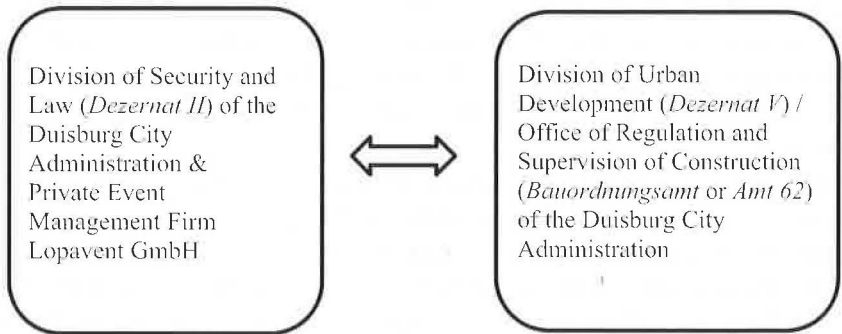 Division of Security and
Law (Dezernat II) of the
Duisburg City
Administration &
Private Event
Management Firm
Lopavent GmbH
Division of Urban
Development (Dezernat V) /
Office of Regulation and
Supervision of Construction
(Bauordnungsamt or Amt 62)
of the Duisburg City
Administration